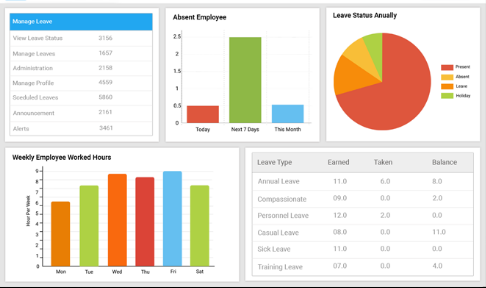 Manage Leave
View Leave Status 3156
Manage Leaves 1657
Administration 2158
Manage Profile 4559
Sceduled Leaves 5860
Announcement 2161
Alerts 3461
Absent Employee
2.5
2
1.5
1
0.5
0
Today Next 7 Days This Month
Leave Status Anually
Present
Absent
Leave
Holiday
Weekly Employee Worked Hours
Hour Per Week
9
8
7
6
5
4
3
2
1
0
Mon Tue Wed Thu Fri Sat
Leave Type Earned Taken Balance
Annual Leave 11.0 6.0 8.0
Compassionate 09.0 0.0 2.0
Personnel Leave 12.0 2.0 0.0
Casual Leave 08.0 0.0 11.0
Sick Leave 11.0 0.0 0.0
Training Leave 07.0 0.0 4.0